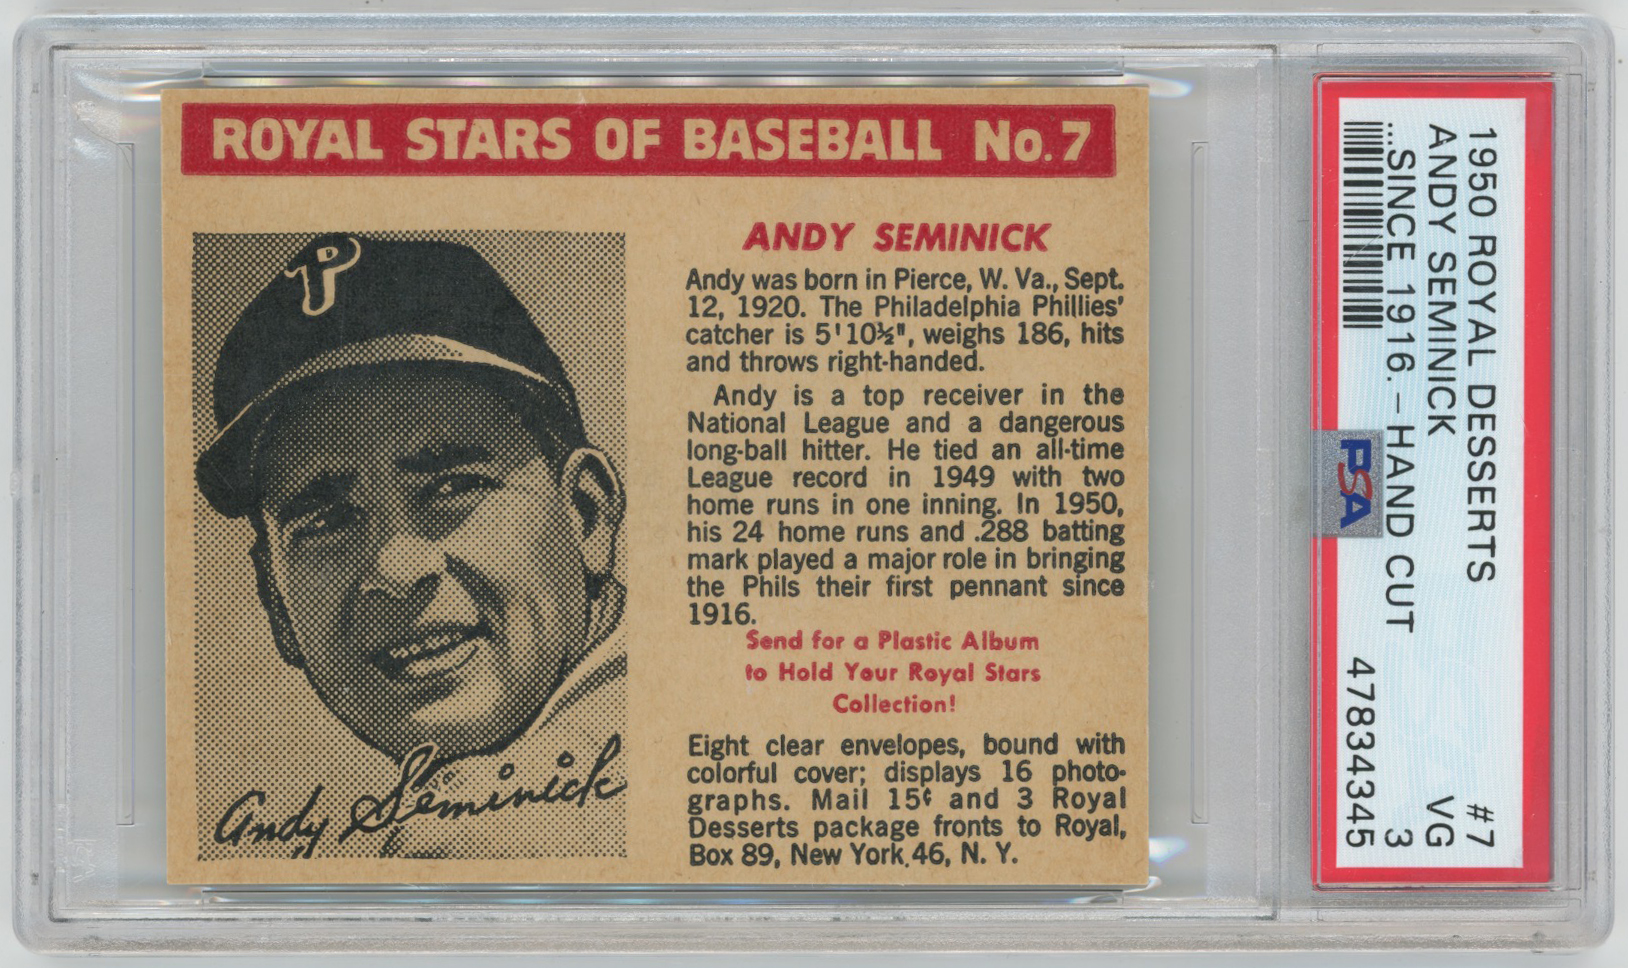 ROYAL STARS OF BASEBALL No. 7
P
ANDY SEMINICK
Andy was born in Pierce, W. Va., Sept.
12, 1920. The Philadelphia Phillies'
catcher is 5'10½", weighs 186, hits
and throws right-handed.
Andy is a top receiver in the
National League and a dangerous
long-ball hitter. He tied an all-time
League record in 1949 with two
home runs in one inning. In 1950,
his 24 home runs and .288 batting
mark played a major role in bringing
the Phils their first pennant since
1916.
Send for a Plastic Album
to Hold Your Royal Stars
Collection!
Eight clear envelopes, bound with
colorful cover; displays 16 photo-
graphs. Mail 15¢ and 3 Royal
Desserts package fronts to Royal,
Box 89, New York 46, N. Y.
Andy Seminick
1950 ROYAL DESSERTS #7
ANDY SEMINICK VG
...SINCE 1916.-HAND CUT 3
47834345
PSA